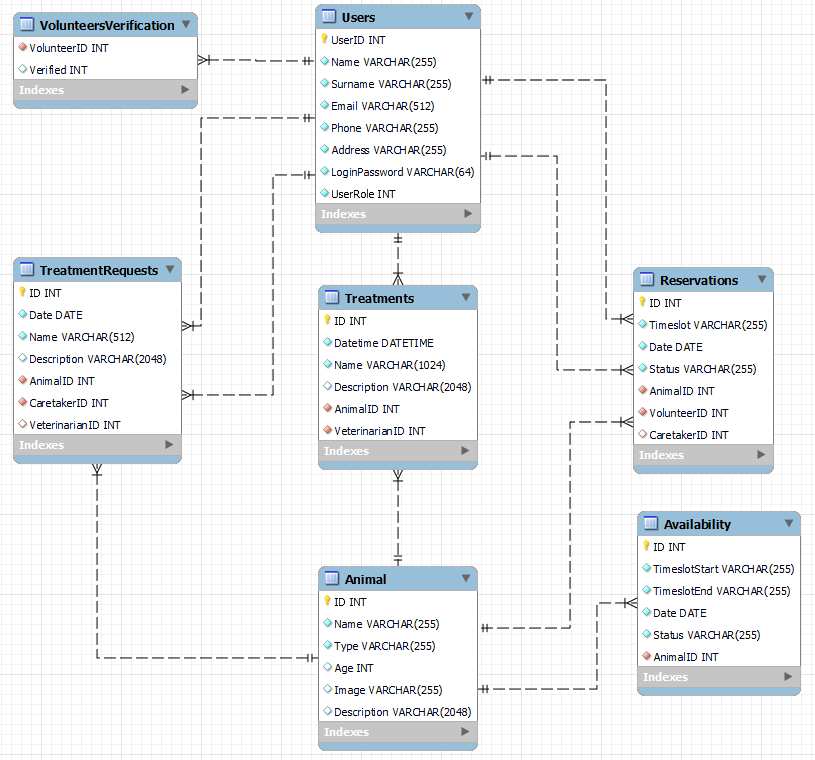 VolunteersVerification
VolunteerID INT
Verified INT
Indexes
Users
UserID INT
Name VARCHAR(255)
Surname VARCHAR(255)
Email VARCHAR(512)
Phone VARCHAR(255)
Address VARCHAR(255)
LoginPassword VARCHAR(64)
UserRole INT
Indexes
TreatmentRequests
ID INT
Date DATE
Name VARCHAR(512)
Description VARCHAR(2048)
AnimalID INT
CaretakerID INT
VeterinarianID INT
Indexes
Treatments
ID INT
Datetime DATETIME
Name VARCHAR(1024)
Description VARCHAR(2048)
AnimalID INT
VeterinarianID INT
Indexes
Reservations
ID INT
Timeslot VARCHAR(255)
Date DATE
Status VARCHAR(255)
AnimalID INT
VolunteerID INT
CaretakerID INT
Indexes
Animal
ID INT
Name VARCHAR(255)
Type VARCHAR(255)
Age INT
Image VARCHAR(255)
Description VARCHAR(2048)
Indexes
Availability
ID INT
TimeslotStart VARCHAR(255)
TimeslotEnd VARCHAR(255)
Date DATE
Status VARCHAR(255)
AnimalID INT
Indexes